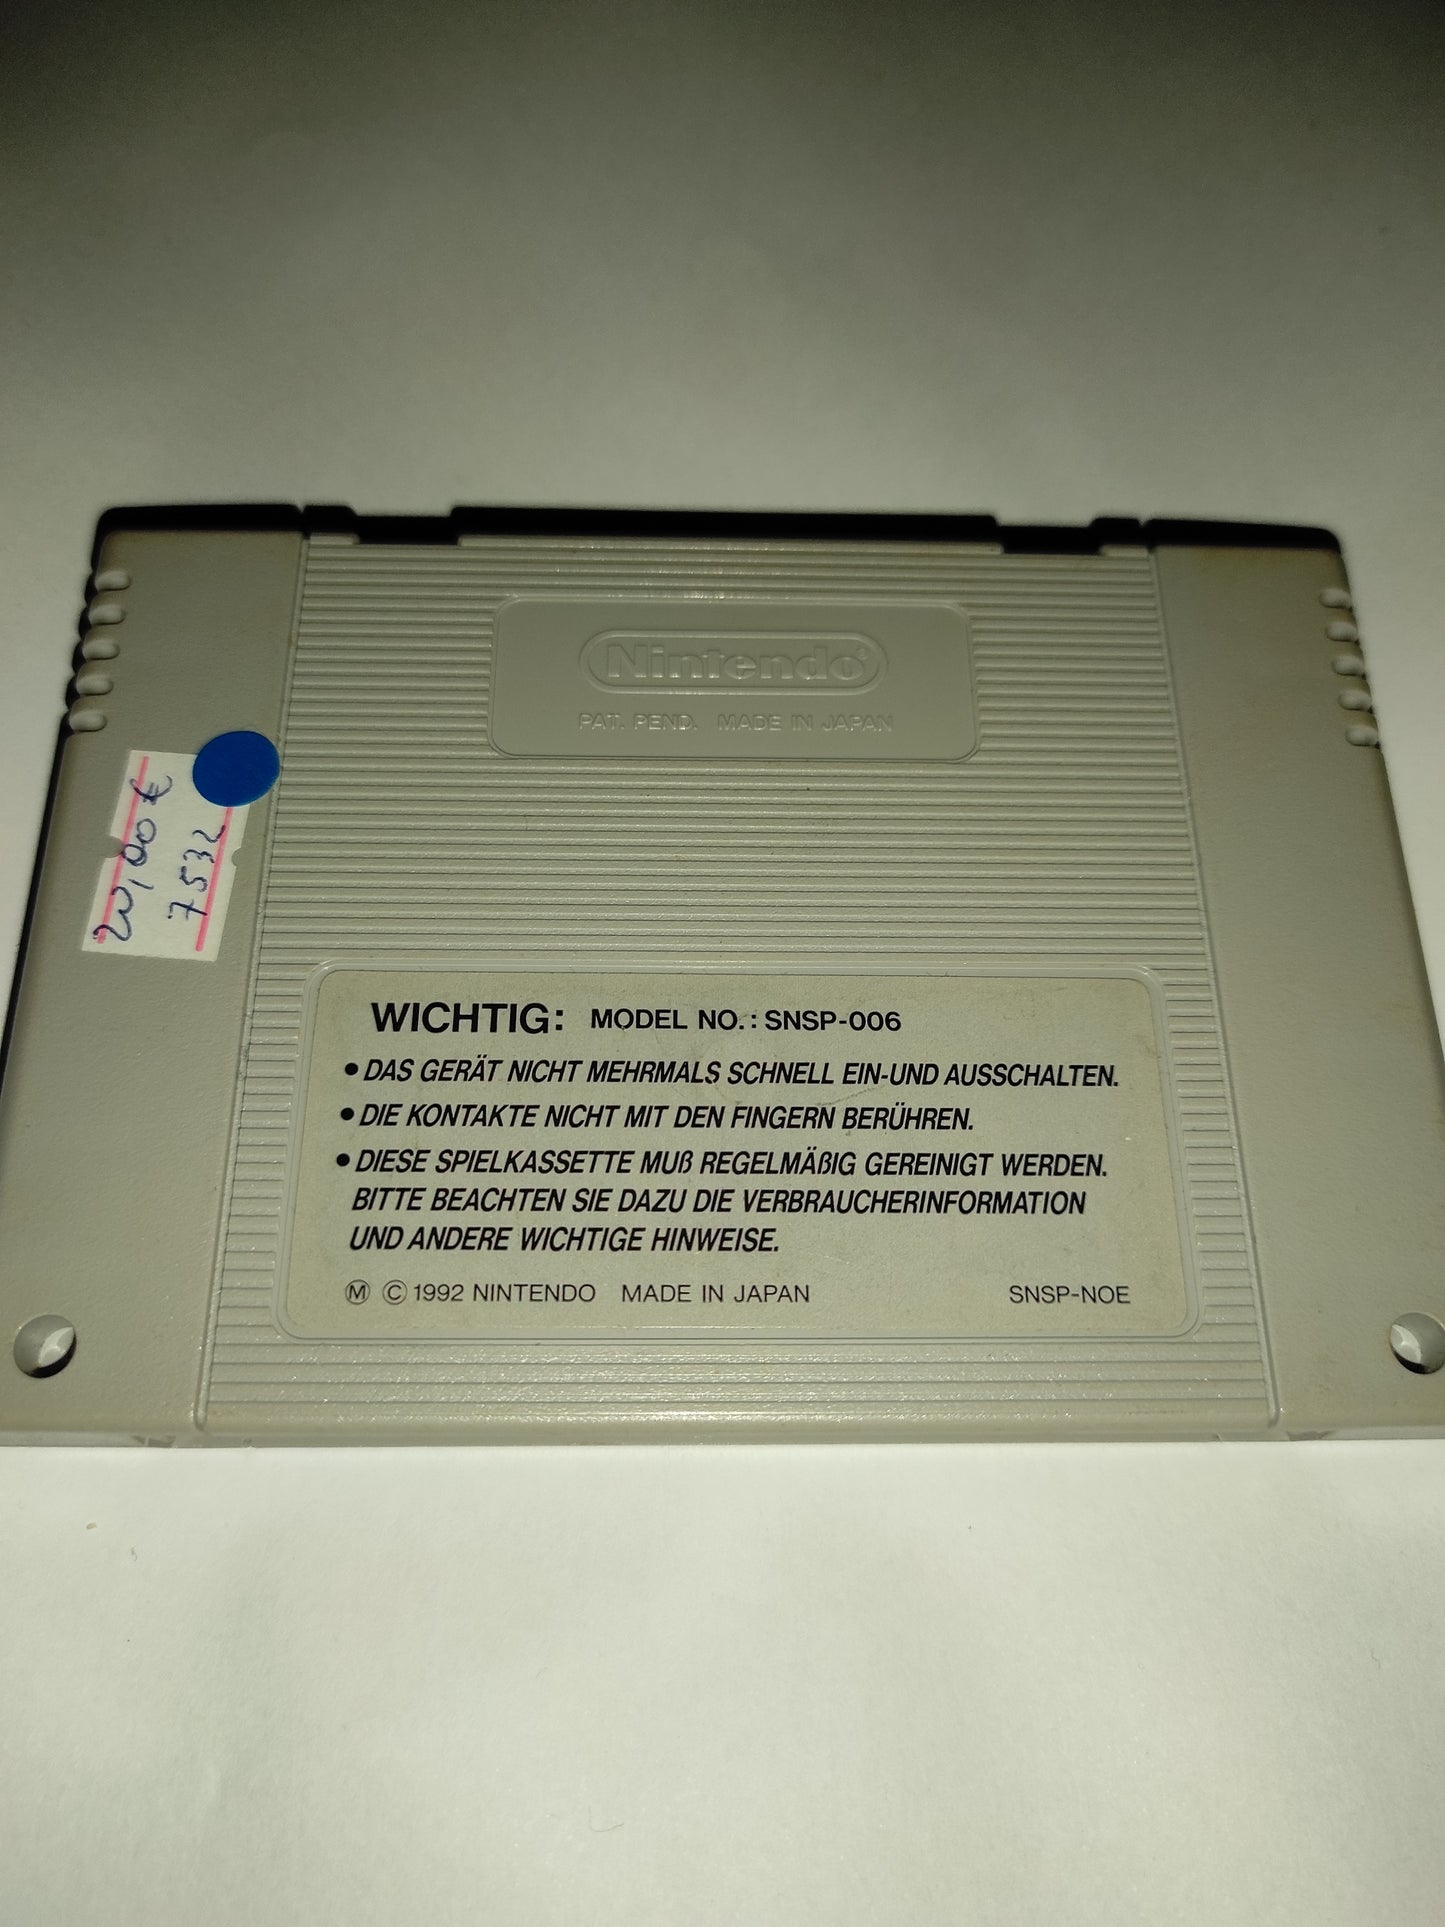 Nintendo®
PAT. PEND. MADE IN JAPAN
20,00 €
7532
WICHTIG: MODEL NO.: SNSP-006
• DAS GERÄT NICHT MEHRMALS SCHNELL EIN-UND AUSSCHALTEN.
• DIE KONTAKTE NICHT MIT DEN FINGERN BERÜHREN.
• DIESE SPIELKASSETTE MUß REGELMÄßIG GEREINIGT WERDEN.
BITTE BEACHTEN SIE DAZU DIE VERBRAUCHERINFORMATION
UND ANDERE WICHTIGE HINWEISE.
Ⓜ © 1992 NINTENDO MADE IN JAPAN SNSP-NOE